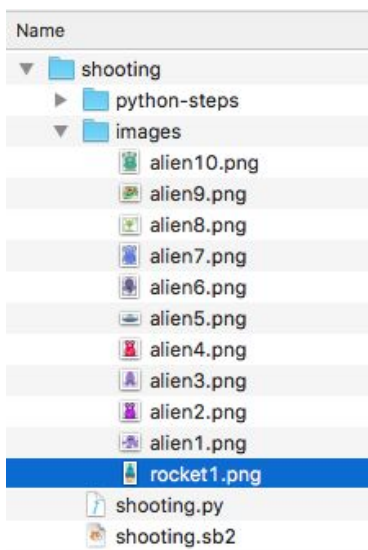 Name
shooting
python-steps
images
alien10.png
alien9.png
alien8.png
alien7.png
alien6.png
alien5.png
alien4.png
alien3.png
alien2.png
alien1.png
rocket1.png
shooting.py
shooting.sb2